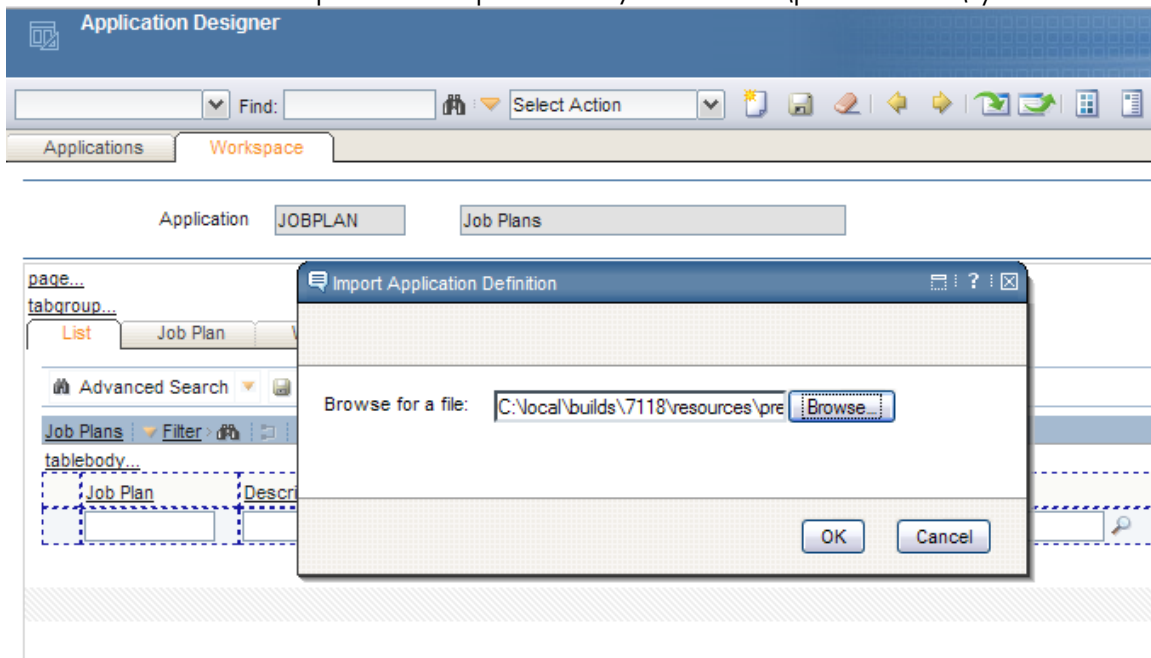 Application Designer
Find: Select Action
Applications Workspace
Application JOBPLAN Job Plans
page...
Import Application Definition ?
tabgroup...
List Job Plan
Advanced Search
Browse for a file: C:\local\builds\7118\resources\pre Browse...
Job Plans Filter
tablebody...
Job Plan Descri
OK Cancel